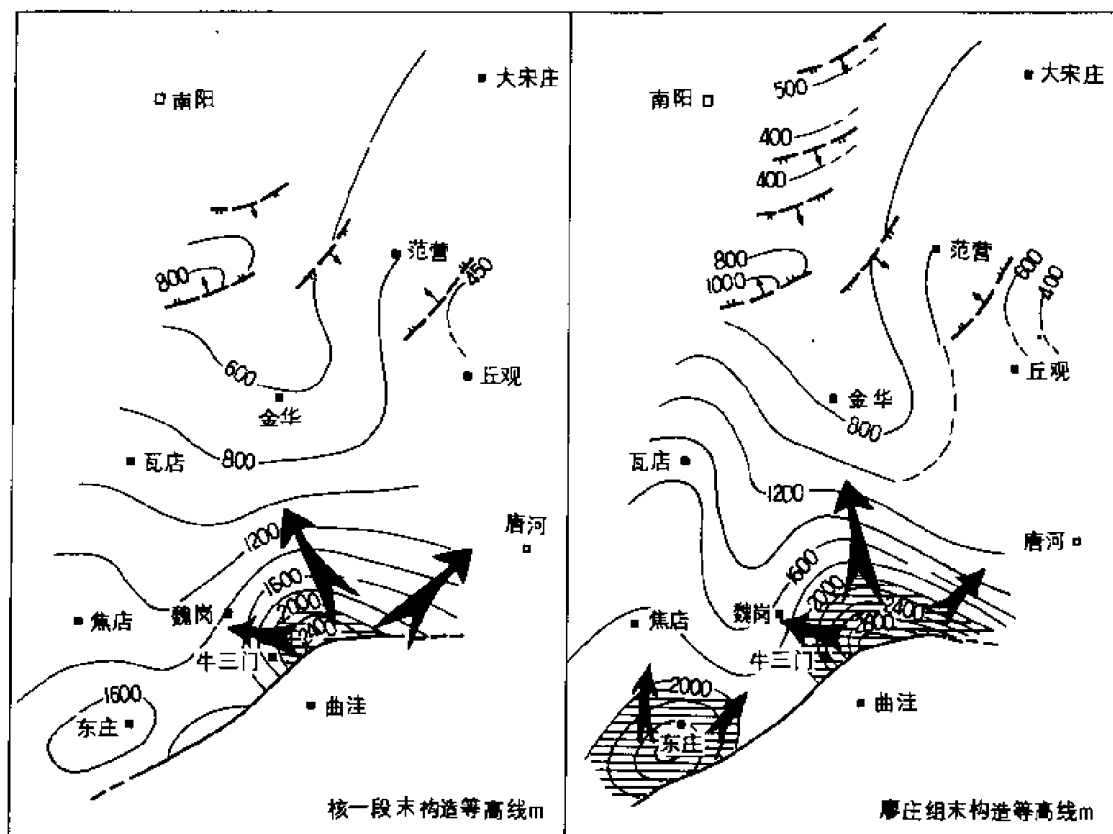 南阳
大宋庄
范营
450
800
丘观
600
金华
800
瓦店
唐河
1200
1600
2000
2400
魏岗
焦店
牛三门
1600
东庄
曲洼
核一段末构造等高线m
500
大宋庄
南阳
400
400
范营
600
400
800
1000
丘观
金华
800
瓦店
1200
唐河
1600
2000
2400
2800
魏岗
焦店
牛三门
2000
东庄
曲洼
廖庄组末构造等高线m